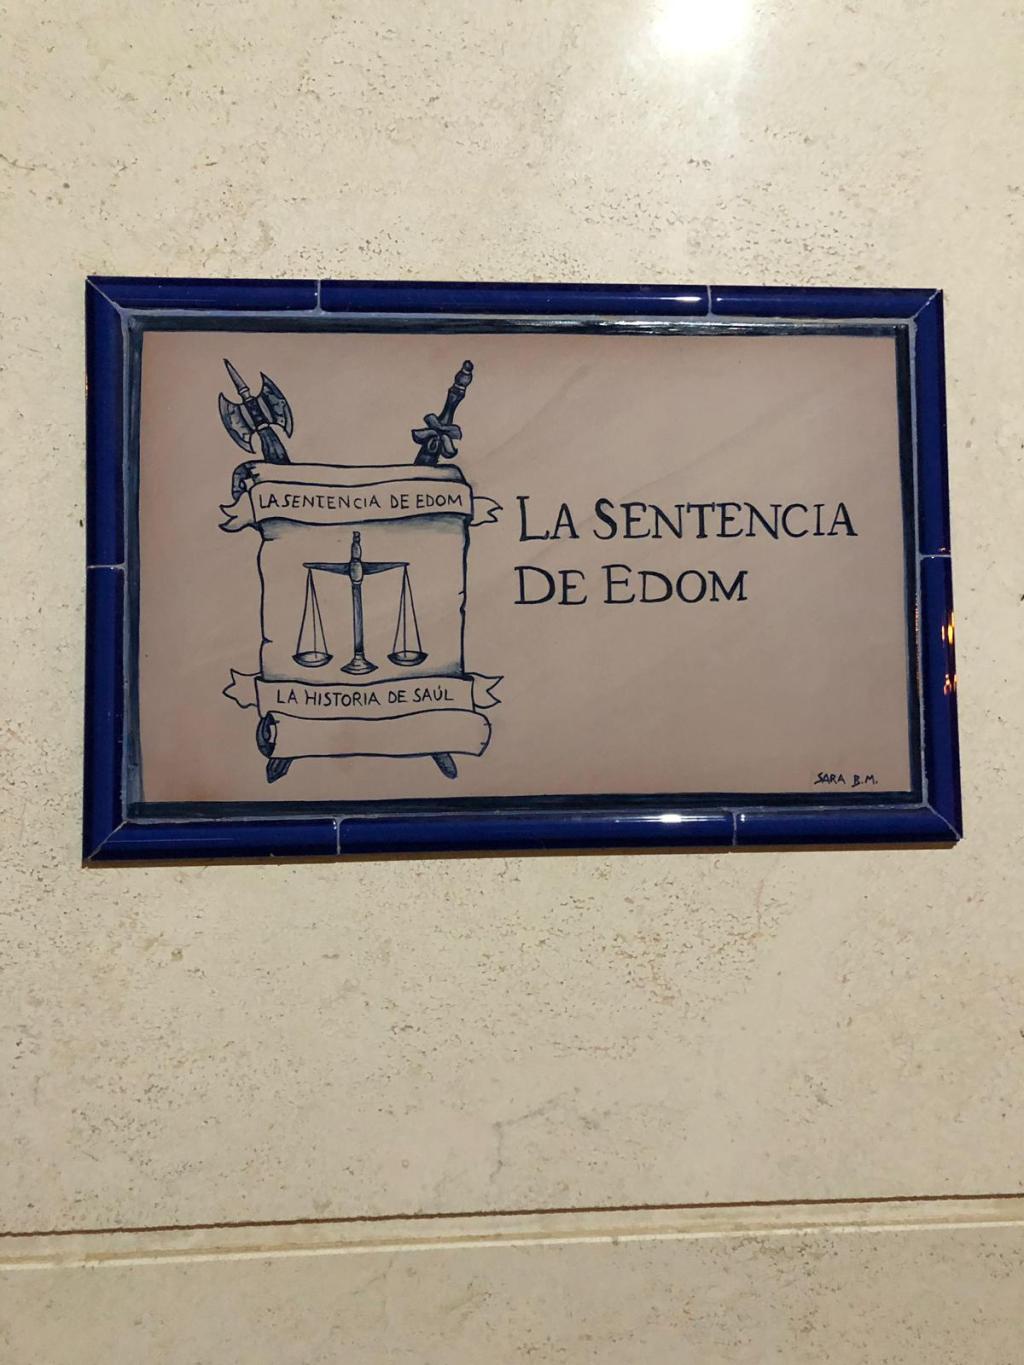 LA SENTENCIA DE EDOM
LA HISTORIA DE SAÚL
LA SENTENCIA
DE EDOM
SARA B.M.